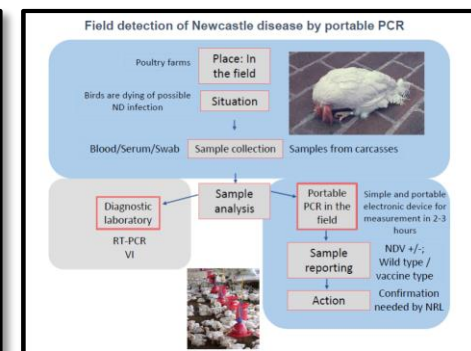 Field detection of Newcastle disease by portable PCR
Poultry farms
Place: In
the field
Birds are dying of possible
ND infection
Situation
Blood/Serum/Swab
Sample collection
Samples from carcasses
Sample
analysis
Diagnostic
laboratory
RT-PCR
VI
Portable
PCR in the
field
Simple and portable
electronic device for
measurement in 2-3
hours
Sample
reporting
NDV +/-;
Wild type /
vaccine type
Action
Confirmation
needed by NRL